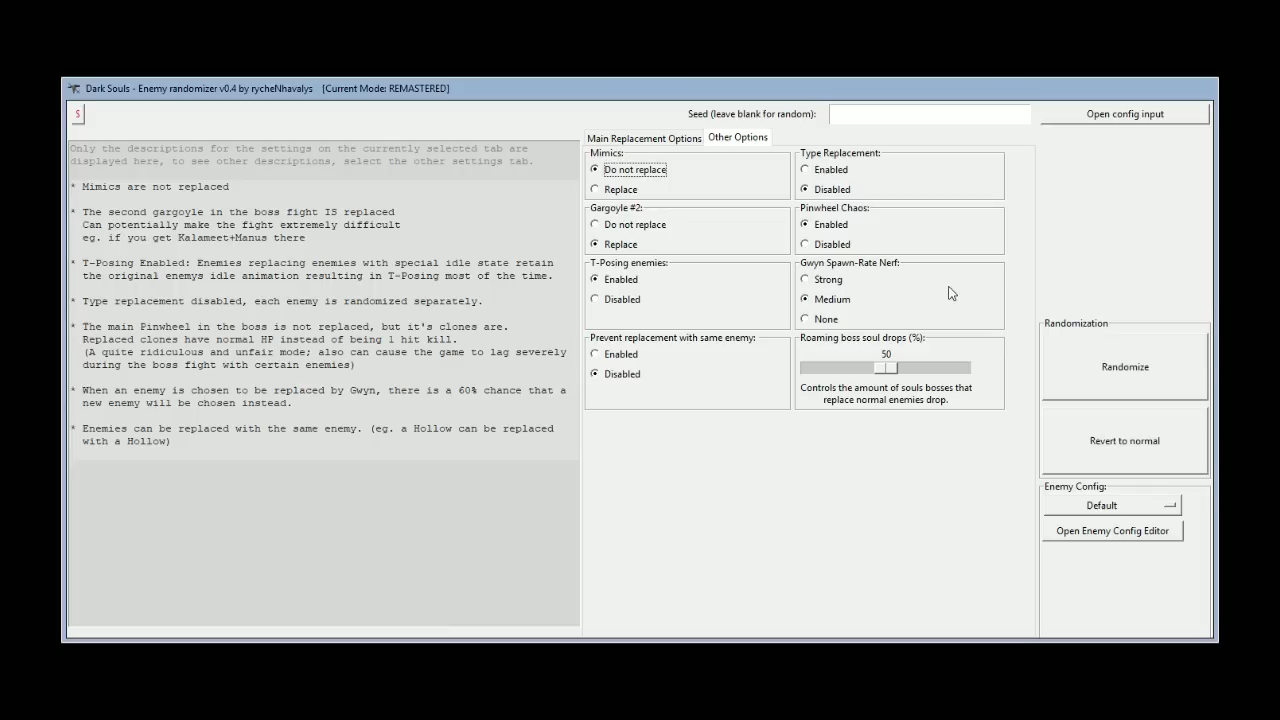 Dark Souls - Enemy randomizer v0.4 by rycheNhavalys   [Current Mode: REMASTERED]
S
Seed (leave blank for random):
Open config input
Main Replacement Options
Other Options
Only the descriptions for the settings on the currently selected tab are
displayed here, to see other descriptions, select the other settings tab.
* Mimics are not replaced
* The second gargoyle in the boss fight IS replaced
Can potentially make the fight extremely difficult
eg. if you get Kalameet+Manus there
* T-Posing Enabled: Enemies replacing enemies with special idle state retain
the original enemys idle animation resulting in T-Posing most of the time.
* Type replacement disabled, each enemy is randomized separately.
* The main Pinwheel in the boss is not replaced, but it's clones are.
Replaced clones have normal HP instead of being 1 hit kill.
(A quite ridiculous and unfair mode; also can cause the game to lag severely
during the boss fight with certain enemies)
* When an enemy is chosen to be replaced by Gwyn, there is a 60% chance that a
new enemy will be chosen instead.
* Enemies can be replaced with the same enemy. (eg. a Hollow can be replaced
with a Hollow)
Mimics:
Do not replace
Replace
Gargoyle #2:
Do not replace
Replace
T-Posing enemies:
Enabled
Disabled
Prevent replacement with same enemy:
Enabled
Disabled
Type Replacement:
Enabled
Disabled
Pinwheel Chaos:
Enabled
Disabled
Gwyn Spawn-Rate Nerf:
Strong
Medium
None
Roaming boss soul drops (%):
50
Controls the amount of souls bosses that
replace normal enemies drop.
Randomization
Randomize
Revert to normal
Enemy Config:
Default
Open Enemy Config Editor